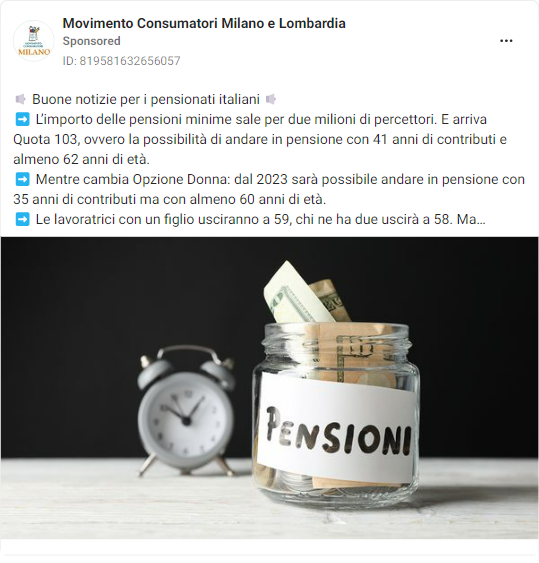 Movimento Consumatori Milano e Lombardia
Sponsored
ID: 819581632656057
📢 Buone notizie per i pensionati italiani 📢
➡️ L'importo delle pensioni minime sale per due milioni di percettori. E arriva
Quota 103, ovvero la possibilità di andare in pensione con 41 anni di contributi e
almeno 62 anni di età.
➡️ Mentre cambia Opzione Donna: dal 2023 sarà possibile andare in pensione con
35 anni di contributi ma con almeno 60 anni di età.
➡️ Le lavoratrici con un figlio usciranno a 59, chi ne ha due uscirà a 58. Ma...
MILANO
PENSIONI